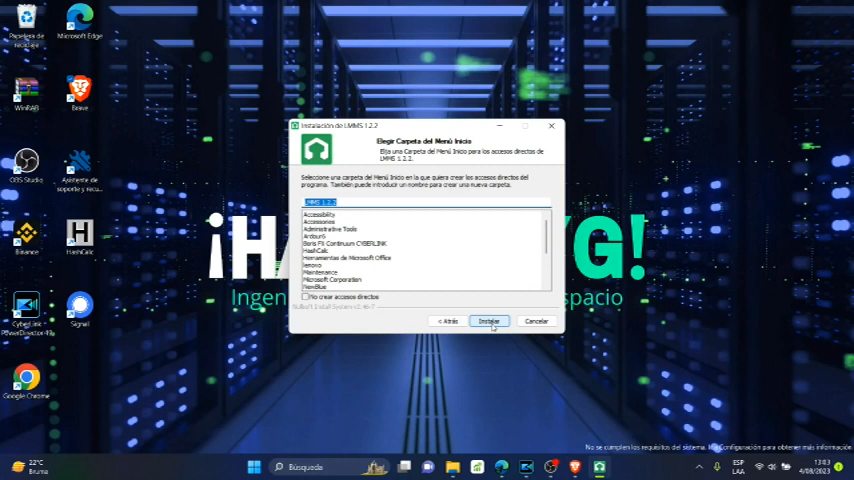 Papelera de
reciclaje
Microsoft Edge
WinRAR
Brave
OBS Studio
Asistente de
soporte y recu...
Binance
HashCalc
CyberLink
PowerDirector
Signal
Google Chrome
Instalación de LMMS 1.2.2
Elegir Carpeta del Menú Inicio
Elija una Carpeta del Menú Inicio para los accesos directos de
LMMS 1.2.2.
Seleccione una carpeta del Menú Inicio en la que quiera crear los accesos directos del
programa. También puede introducir un nombre para crear una nueva carpeta.
LMMS 1.2.2
Accessibility
Accessories
Administrative Tools
Ardour6
Boris FX Continuum CYBERLINK
HashCalc
Herramientas de Microsoft Office
lenovo
Maintenance
Microsoft Corporation
NewBlue
No crear accesos directos
Nullsoft Install System v2.46-7
< Atrás
Instalar
Cancelar
¡H
YG!
Ingen
spacio
No se cumplen los requisitos del sistema. Ir a Configuración para obtener más información
22°C
Bruma
Búsqueda
ESP
LAA
13:03
4/08/2023